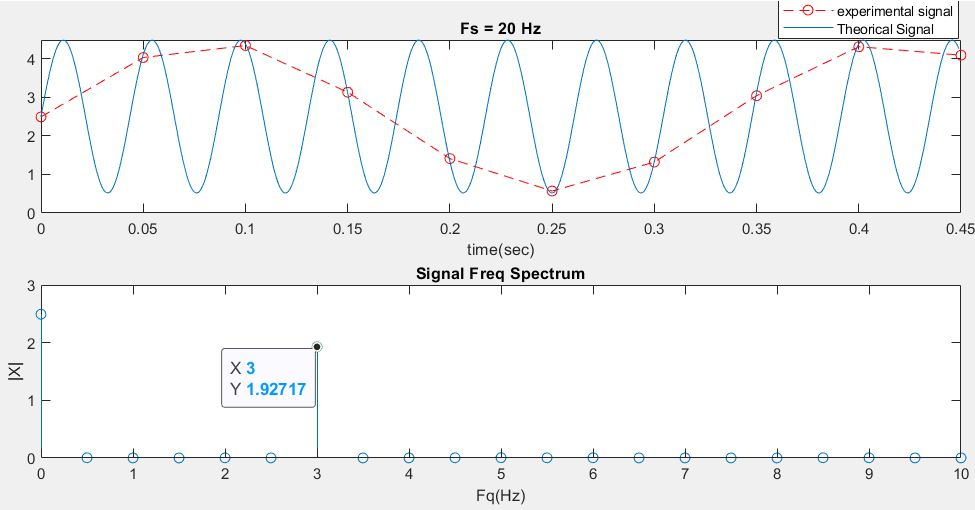 Fs = 20 Hz
experimental signal
Theorical Signal
4
3
2
1
0
0 0.05 0.1 0.15 0.2 0.25 0.3 0.35 0.4 0.45
time(sec)
Signal Freq Spectrum
3
2
1
0
|X|
X 3
Y 1.92717
0 1 2 3 4 5 6 7 8 9 10
Fq(Hz)